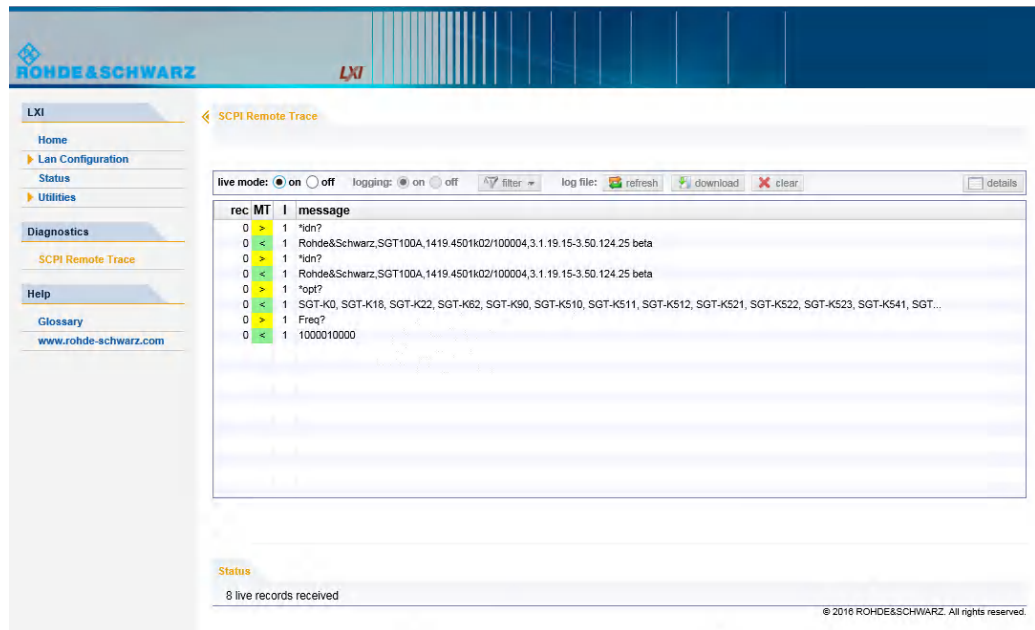 ROHDE&SCHWARZ
LXI
LXI
Home
Lan Configuration
Status
Utilities
Diagnostics
SCPI Remote Trace
Help
Glossary
www.rohde-schwarz.com
SCPI Remote Trace
live mode: on off logging: on off filter log file: refresh download clear details
rec MT I message
0 > 1 *idn?
0 < 1 Rohde&Schwarz,SGT100A,1419.4501k02/100004,3.1.19.15-3.50.124.25 beta
0 > 1 *idn?
0 < 1 Rohde&Schwarz,SGT100A,1419.4501k02/100004,3.1.19.15-3.50.124.25 beta
0 > 1 *opt?
0 < 1 SGT-K0, SGT-K18, SGT-K22, SGT-K62, SGT-K90, SGT-K510, SGT-K511, SGT-K512, SGT-K521, SGT-K522, SGT-K523, SGT-K541, SGT...
0 > 1 Freq?
0 < 1 1000010000
Status
8 live records received
© 2016 ROHDE&SCHWARZ. All rights reserved.